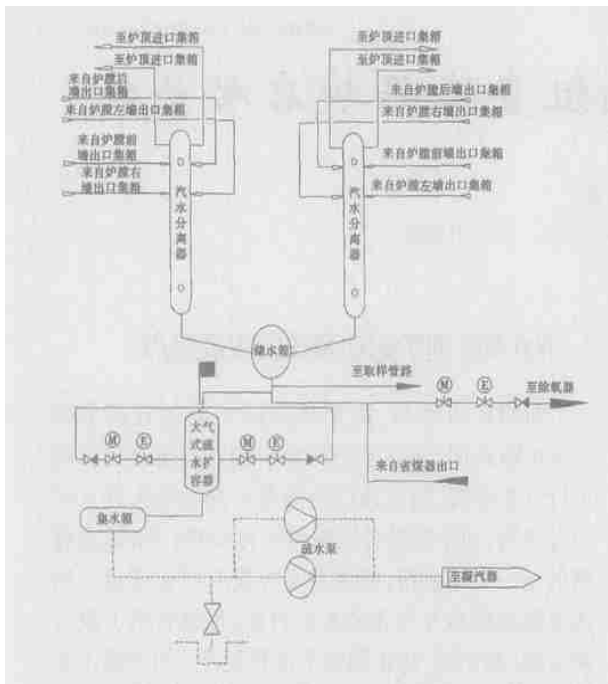 至炉顶进口集箱
至炉顶进口集箱
来自炉膛后
墙出口集箱
来自炉膛左墙出口集箱
来自炉膛前
墙出口集箱
来自炉膛右
墙出口集箱
汽水分离器
至炉顶进口集箱
至炉顶进口集箱
来自炉膛后墙出口集箱
来自炉膛右墙出口集箱
来自炉膛前墙出口集箱
来自炉膛左墙出口集箱
汽水分离器
储水箱
至取样管路
M
E
至除氧器
大气
式疏
水扩
容器
M
E
M
E
来自省煤器出口
集水箱
疏水泵
至凝汽器